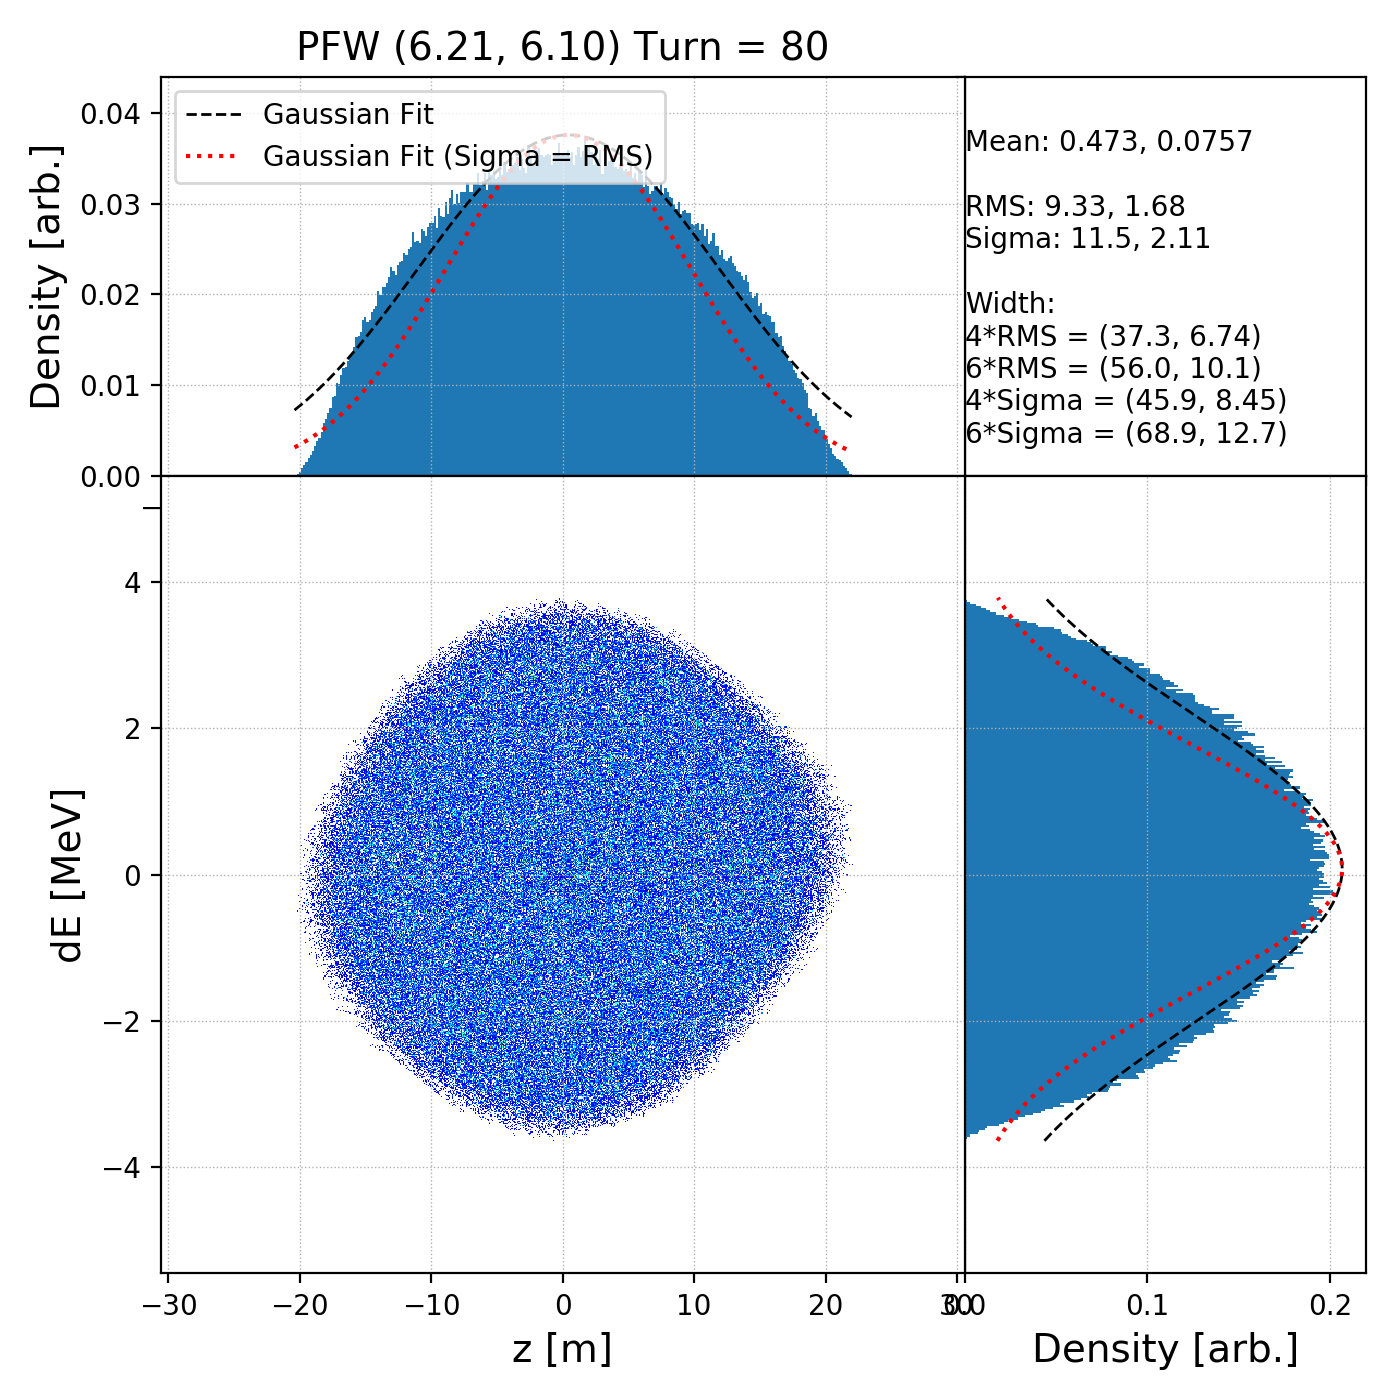 PFW (6.21, 6.10) Turn = 80
Gaussian Fit
Gaussian Fit (Sigma = RMS)
Density [arb.]
0.04
0.03
0.02
0.01
0.00
Mean: 0.473, 0.0757
RMS: 9.33, 1.68
Sigma: 11.5, 2.11
Width:
4*RMS = (37.3, 6.74)
6*RMS = (56.0, 10.1)
4*Sigma = (45.9, 8.45)
6*Sigma = (68.9, 12.7)
dE [MeV]
4
2
0
−2
−4
−30 −20 −10 0 10 20 30
0.0 0.1 0.2
z [m]
Density [arb.]